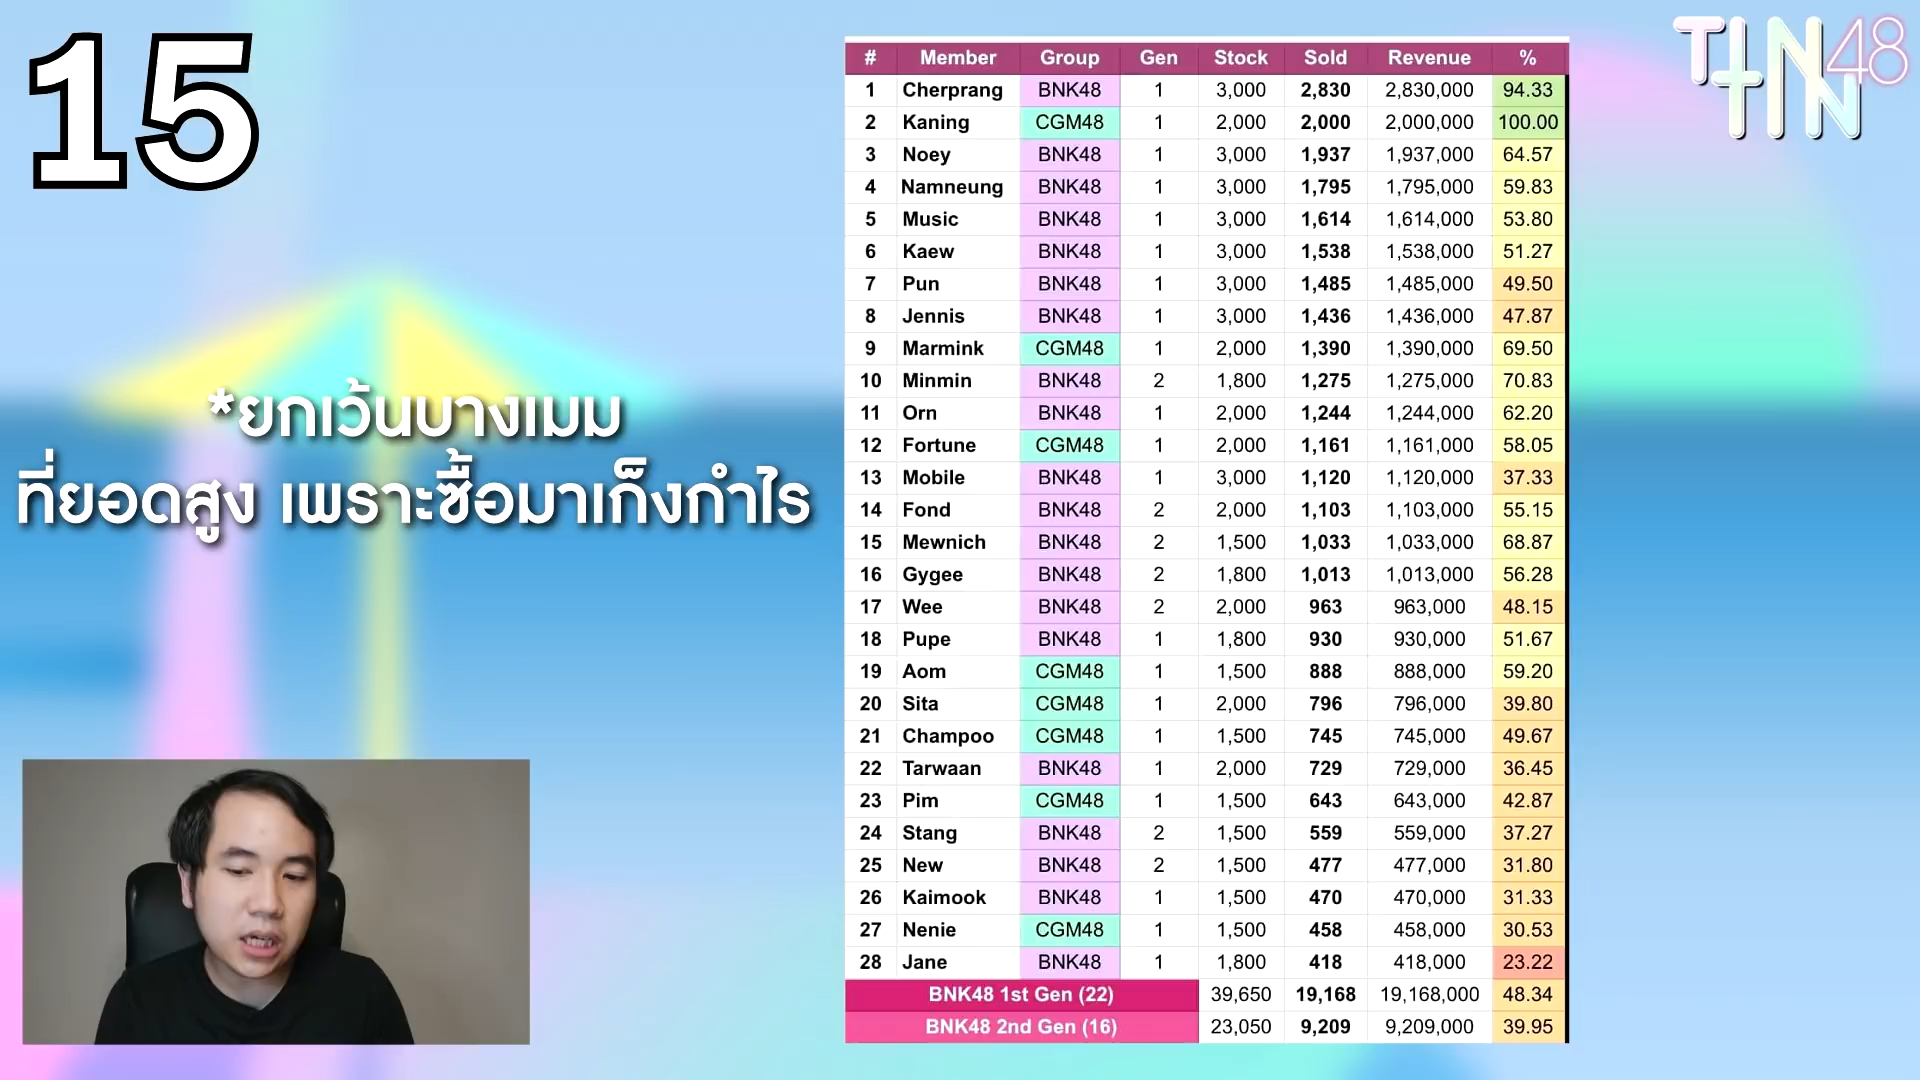 15
*ยกเว้นบางเมม
ที่ยอดสูง เพราะซื้อมาเก็งกำไร
TINTIN48
# Member Group Gen Stock Sold Revenue %
1 Cherprang BNK48 1 3,000 2,830 2,830,000 94.33
2 Kaning CGM48 1 2,000 2,000 2,000,000 100.00
3 Noey BNK48 1 3,000 1,937 1,937,000 64.57
4 Namneung BNK48 1 3,000 1,795 1,795,000 59.83
5 Music BNK48 1 3,000 1,614 1,614,000 53.80
6 Kaew BNK48 1 3,000 1,538 1,538,000 51.27
7 Pun BNK48 1 3,000 1,485 1,485,000 49.50
8 Jennis BNK48 1 3,000 1,436 1,436,000 47.87
9 Marmink CGM48 1 2,000 1,390 1,390,000 69.50
10 Minmin BNK48 2 1,800 1,275 1,275,000 70.83
11 Orn BNK48 1 2,000 1,244 1,244,000 62.20
12 Fortune CGM48 1 2,000 1,161 1,161,000 58.05
13 Mobile BNK48 1 3,000 1,120 1,120,000 37.33
14 Fond BNK48 2 2,000 1,103 1,103,000 55.15
15 Mewnich BNK48 2 1,500 1,033 1,033,000 68.87
16 Gygee BNK48 2 1,800 1,013 1,013,000 56.28
17 Wee BNK48 2 2,000 963 963,000 48.15
18 Pupe BNK48 1 1,800 930 930,000 51.67
19 Aom CGM48 1 1,500 888 888,000 59.20
20 Sita CGM48 1 2,000 796 796,000 39.80
21 Champoo CGM48 1 1,500 745 745,000 49.67
22 Tarwaan BNK48 1 2,000 729 729,000 36.45
23 Pim CGM48 1 1,500 643 643,000 42.87
24 Stang BNK48 2 1,500 559 559,000 37.27
25 New BNK48 2 1,500 477 477,000 31.80
26 Kaimook BNK48 1 1,500 470 470,000 31.33
27 Nenie CGM48 1 1,500 458 458,000 30.53
28 Jane BNK48 1 1,800 418 418,000 23.22
BNK48 1st Gen (22) 39,650 19,168 19,168,000 48.34
BNK48 2nd Gen (16) 23,050 9,209 9,209,000 39.95